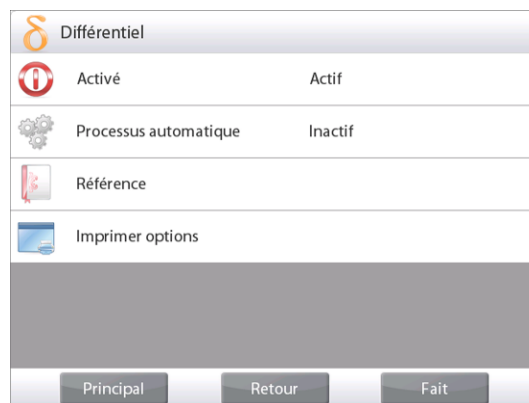 δ Différentiel
Activé Actif
Processus automatique Inactif
Référence
Imprimer options
Principal Retour Fait